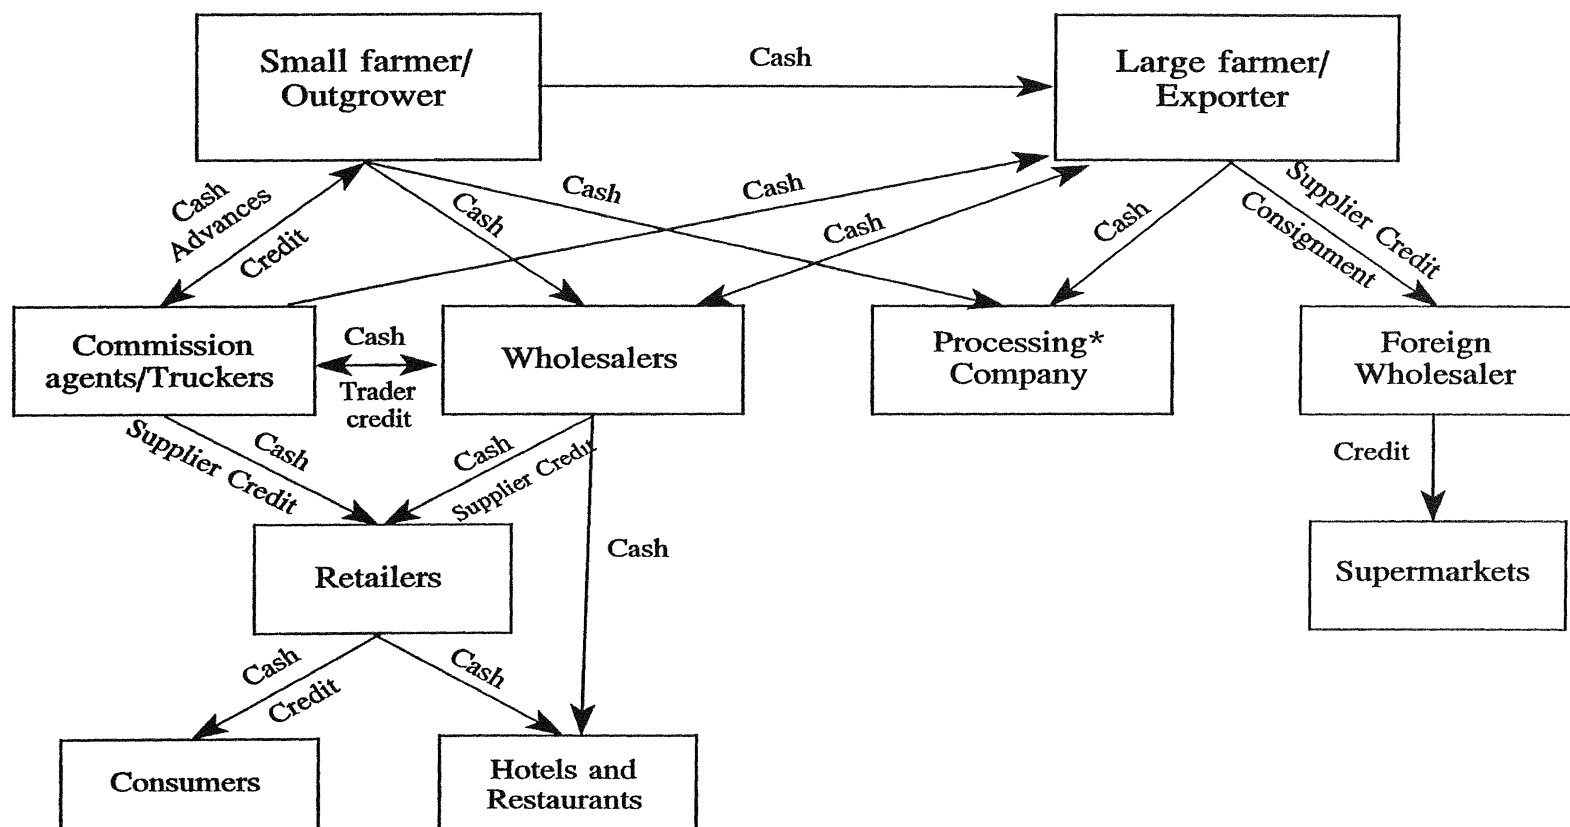 Small farmer/
Outgrower
Cash
Large farmer/
Exporter
Cash
Advances
Credit
Cash
Cash
Cash
Cash
Cash
Supplier Credit
Consignment
Commission
agents/Truckers
Cash
Trader
credit
Wholesalers
Processing*
Company
Foreign
Wholesaler
Cash
Supplier Credit
Cash
Supplier Credit
Cash
Credit
Retailers
Supermarkets
Cash
Credit
Cash
Consumers
Hotels and
Restaurants